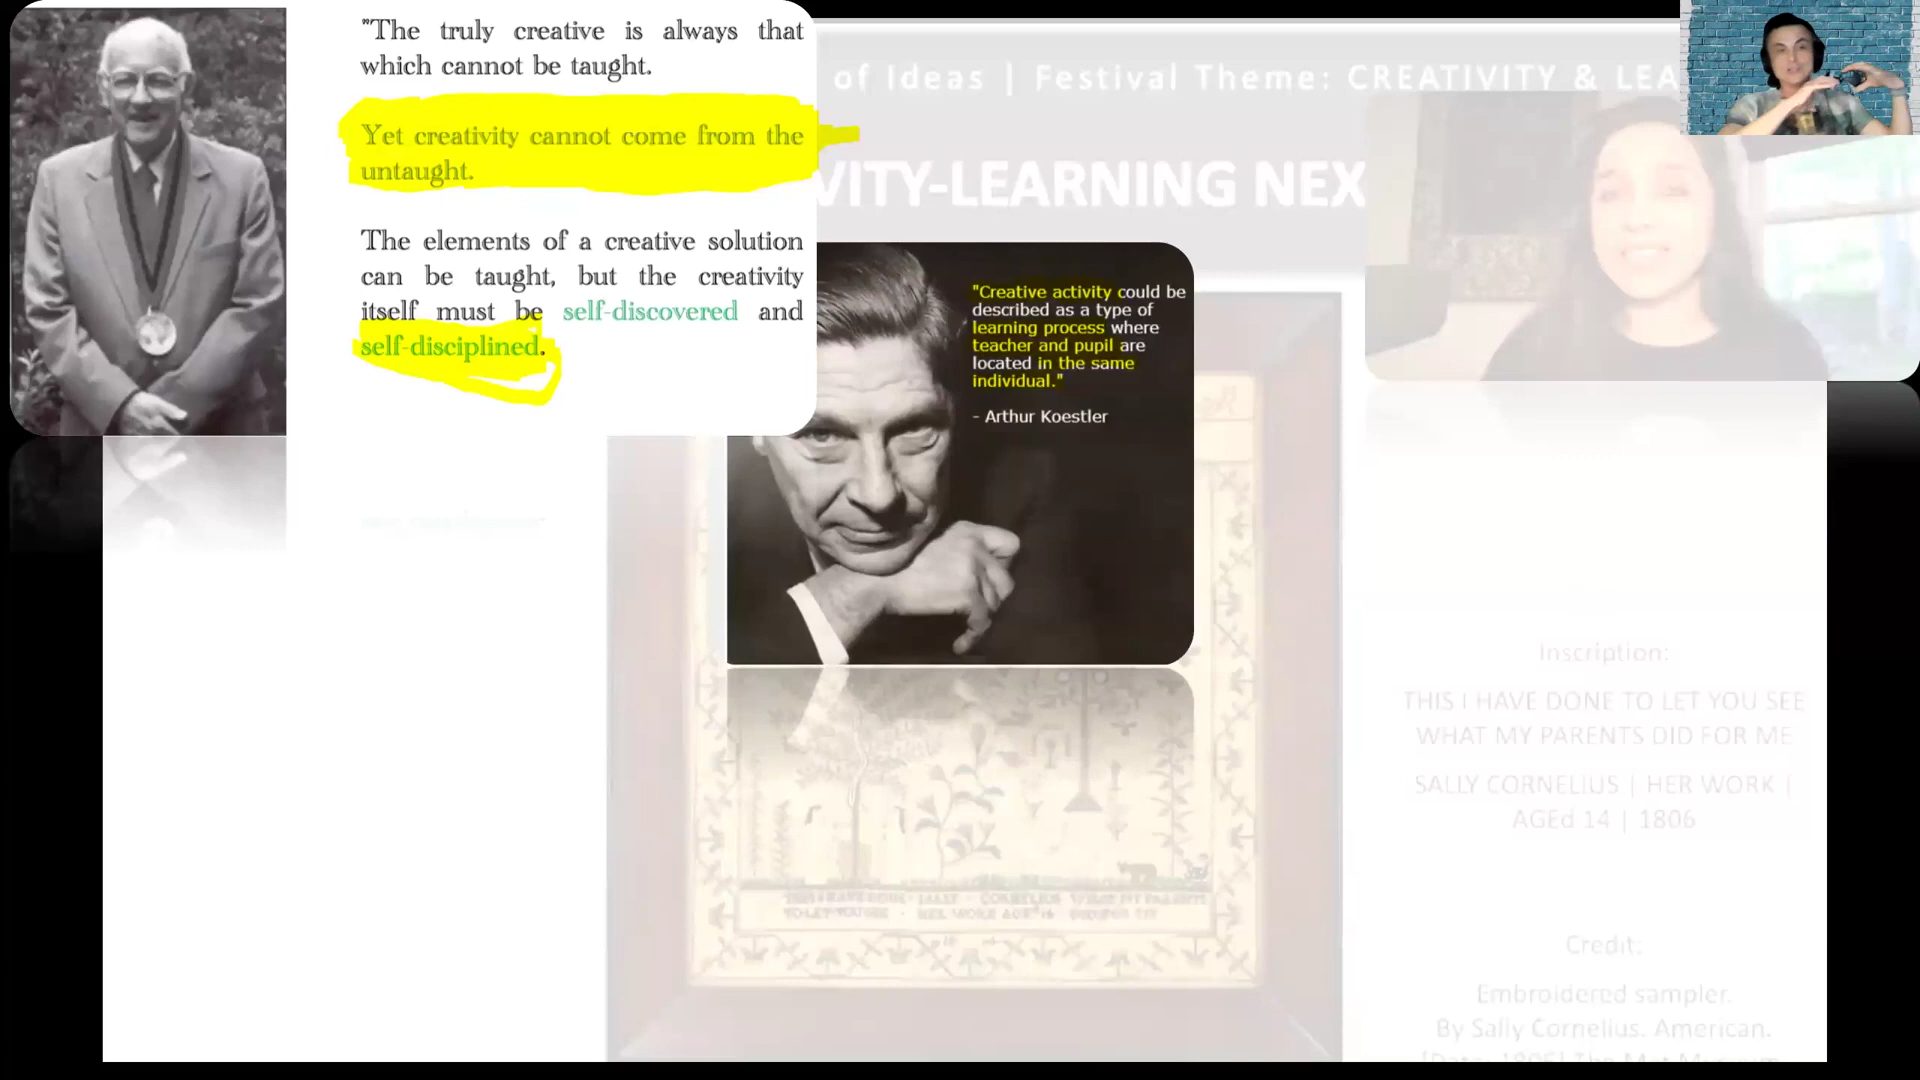 "The truly creative is always that
which cannot be taught.
Yet creativity cannot come from the
untaught.
The elements of a creative solution
can be taught, but the creativity
itself must be self-discovered and
self-disciplined.
of Ideas | Festival Theme: CREATIVITY & LEA
VITY-LEARNING NEX
"Creative activity could be
described as a type of
learning process where
teacher and pupil are
located in the same
individual."
- Arthur Koestler
Inscription:
THIS I HAVE DONE TO LET YOU SEE
WHAT MY PARENTS DID FOR ME
SALLY CORNELIUS | HER WORK |
AGEd 14 | 1806
Credit:
Embroidered sampler.
By Sally Cornelius. American.
[Date: 1806] The Met Museum